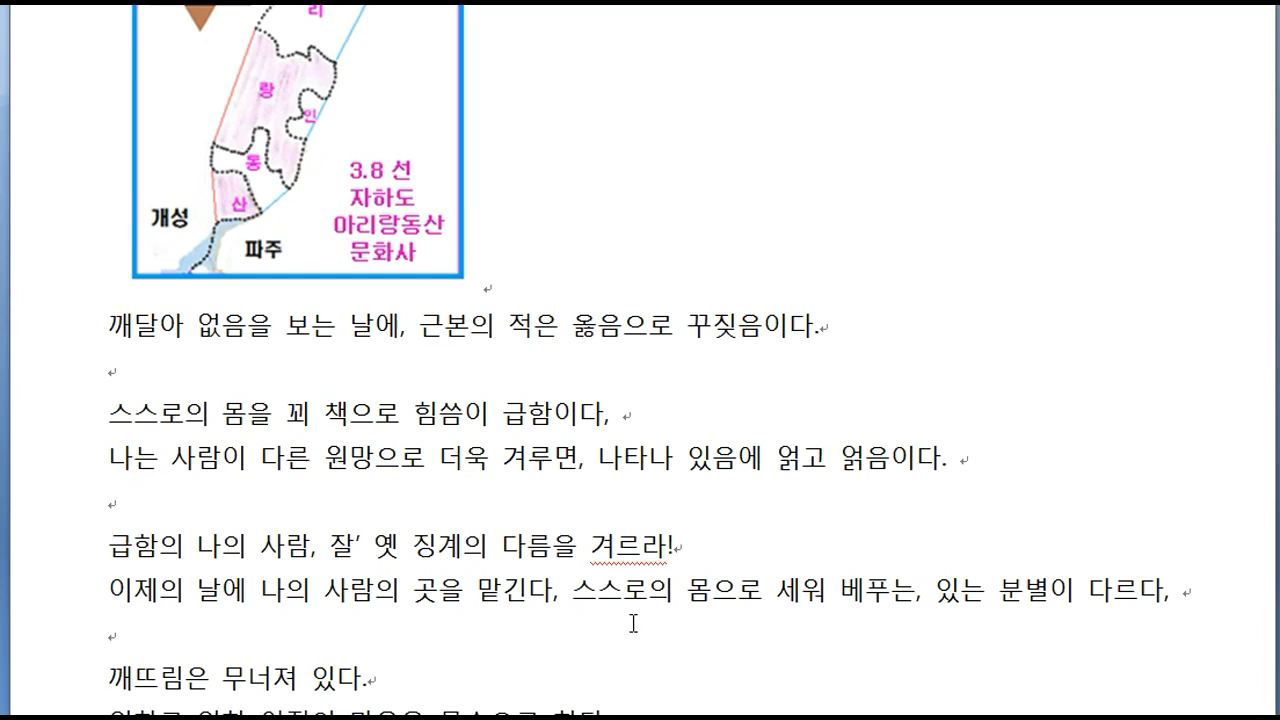 리
랑
인
동
산
3.8 선
자하도
아리랑동산
문화사
개성
파주
깨달아 없음을 보는 날에, 근본의 적은 옳음으로 꾸짖음이다.
스스로의 몸을 꾀 책으로 힘씀이 급함이다,
나는 사람이 다른 원망으로 더욱 겨루면, 나타나 있음에 얽고 얽음이다.
급함의 나의 사람, 잘’ 옛 징계의 다름을 겨르라!
이제의 날에 나의 사람의 곳을 맡긴다, 스스로의 몸으로 세워 베푸는, 있는 분별이 다르다,
깨뜨림은 무너져 있다.